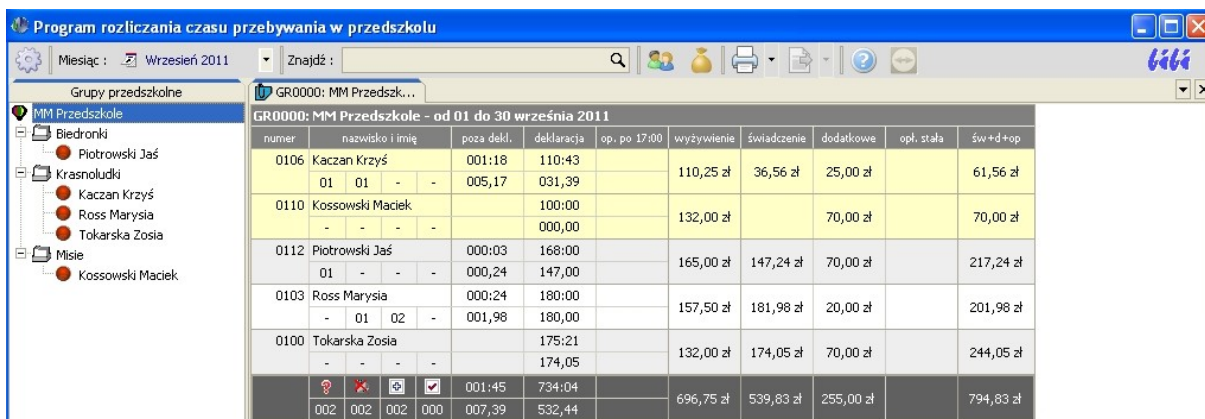 Program rozliczania czasu przebywania w przedszkolu
Miesiąc : Wrzesień 2011 Znajdź : bibi
Grupy przedszkolne
MM Przedszkole
Biedronki
Piotrowski Jaś
Krasnoludki
Kaczan Krzyś
Ross Marysia
Tokarska Zosia
Misie
Kossowski Maciek
GR0000: MM Przedszk...
GR0000: MM Przedszkole - od 01 do 30 września 2011
numer nazwisko i imię poza dekl. deklaracja op. po 17:00 wyżywienie świadczenie dodatkowe opł. stała św+d+op
0106 Kaczan Krzyś 001:18 110:43 110,25 zł 36,56 zł 25,00 zł 61,56 zł
01 01 - - 005,17 031,39
0110 Kossowski Maciek 100:00 132,00 zł 70,00 zł 70,00 zł
- - - - 000,00
0112 Piotrowski Jaś 000:03 168:00 165,00 zł 147,24 zł 70,00 zł 217,24 zł
01 - - - 000,24 147,00
0103 Ross Marysia 000:24 180:00 157,50 zł 181,98 zł 20,00 zł 201,98 zł
- 01 02 - 001,98 180,00
0100 Tokarska Zosia 175:21 132,00 zł 174,05 zł 70,00 zł 244,05 zł
- - - - 174,05
001:45 734:04 696,75 zł 539,83 zł 255,00 zł 794,83 zł
002 002 002 000 007,39 532,44